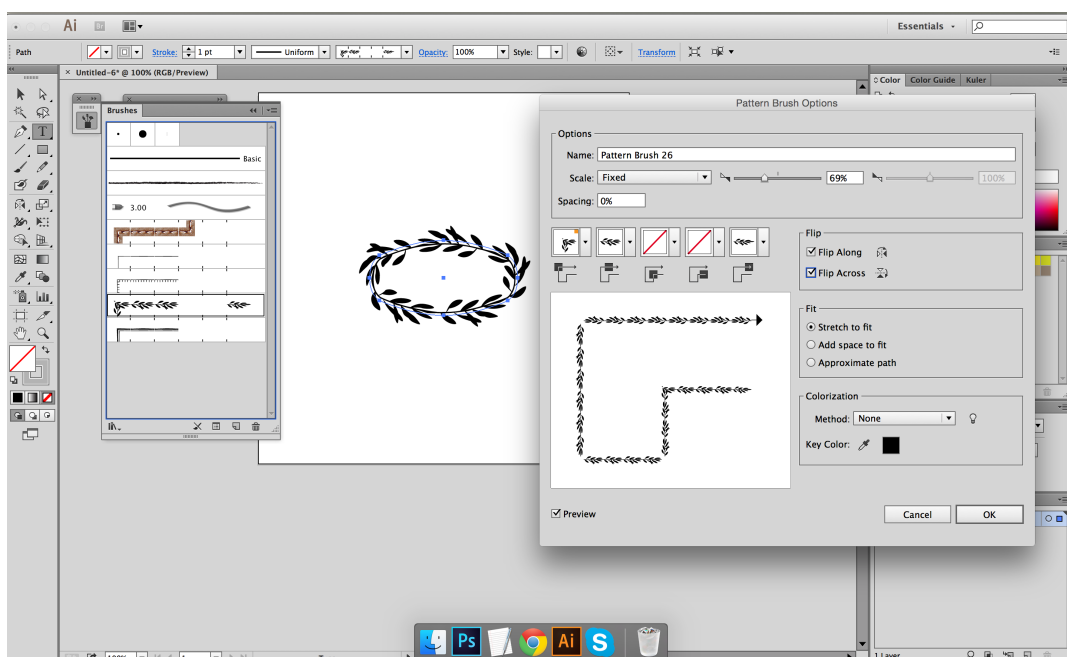 Ai Br Essentials
Path Stroke: 1 pt Uniform Opacity: 100% Style: Transform
× Untitled-6* @ 100% (RGB/Preview)
Color Color Guide Kuler
Brushes
Basic
3.00
T
Pattern Brush Options
Options
Name: Pattern Brush 26
Scale: Fixed 69% 100%
Spacing: 0%
Flip
Flip Along
Flip Across
Fit
Stretch to fit
Add space to fit
Approximate path
Colorization
Method: None
Key Color:
Preview
Cancel OK
Ps Ai S
100% 1
1 Layer